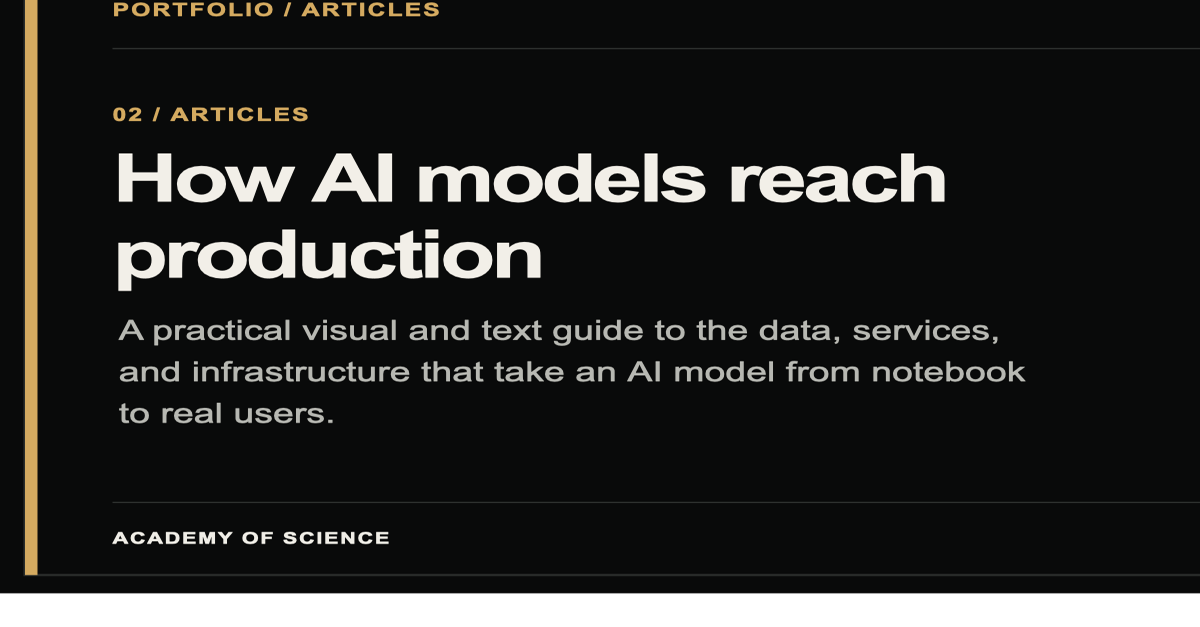 PORTFOLIO / ARTICLES
02 / ARTICLES
How AI models reach
production
A practical visual and text guide to the data, services,
and infrastructure that take an AI model from notebook
to real users.
ACADEMY OF SCIENCE